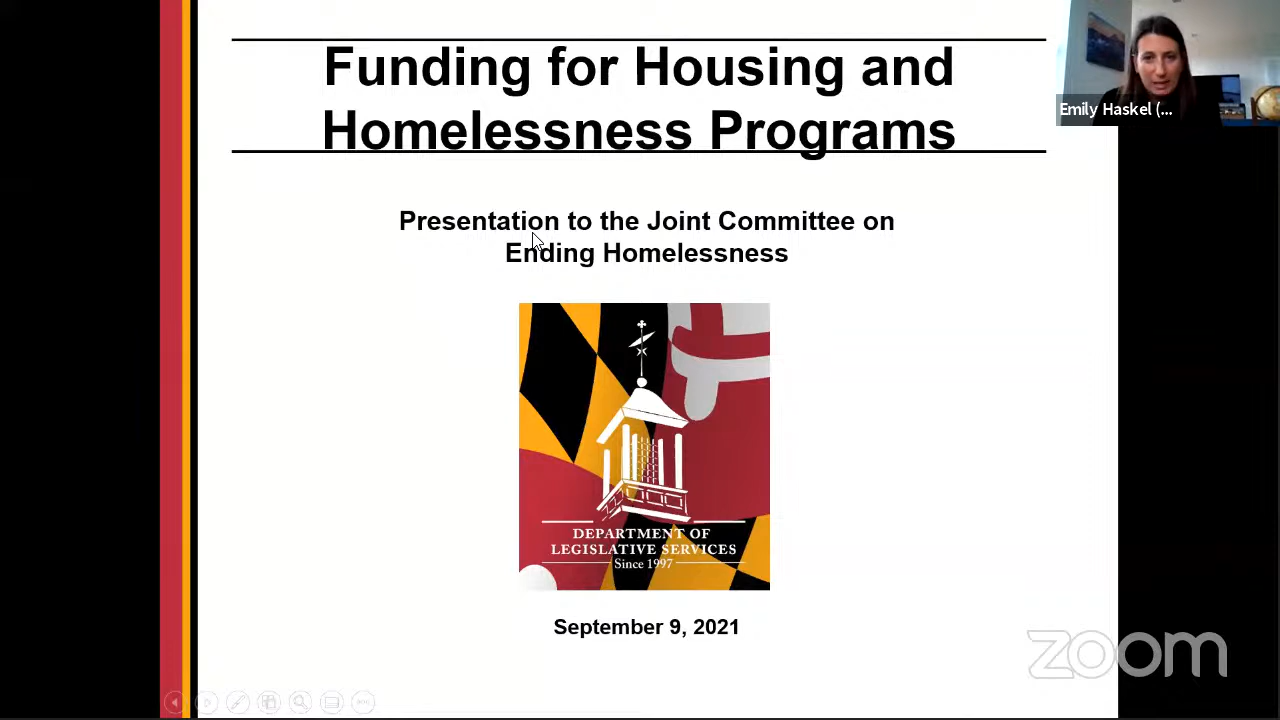 Funding for Housing and
Homelessness Programs
Emily Haskel (...
Presentation to the Joint Committee on
Ending Homelessness
DEPARTMENT OF
LEGISLATIVE SERVICES
Since 1997
September 9, 2021
zoom